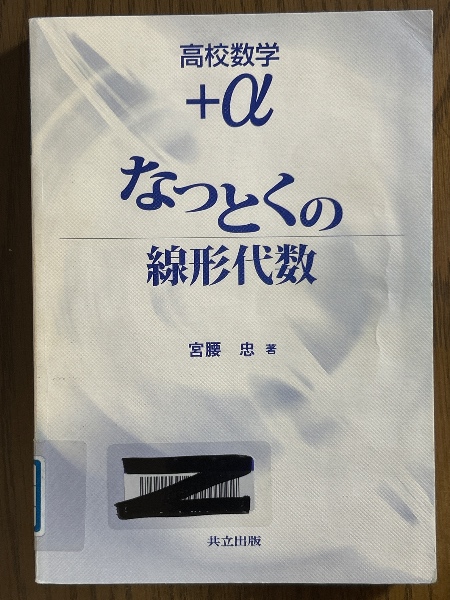 高校数学
+α
なっとくの
線形代数
宮腰 忠 著
共立出版